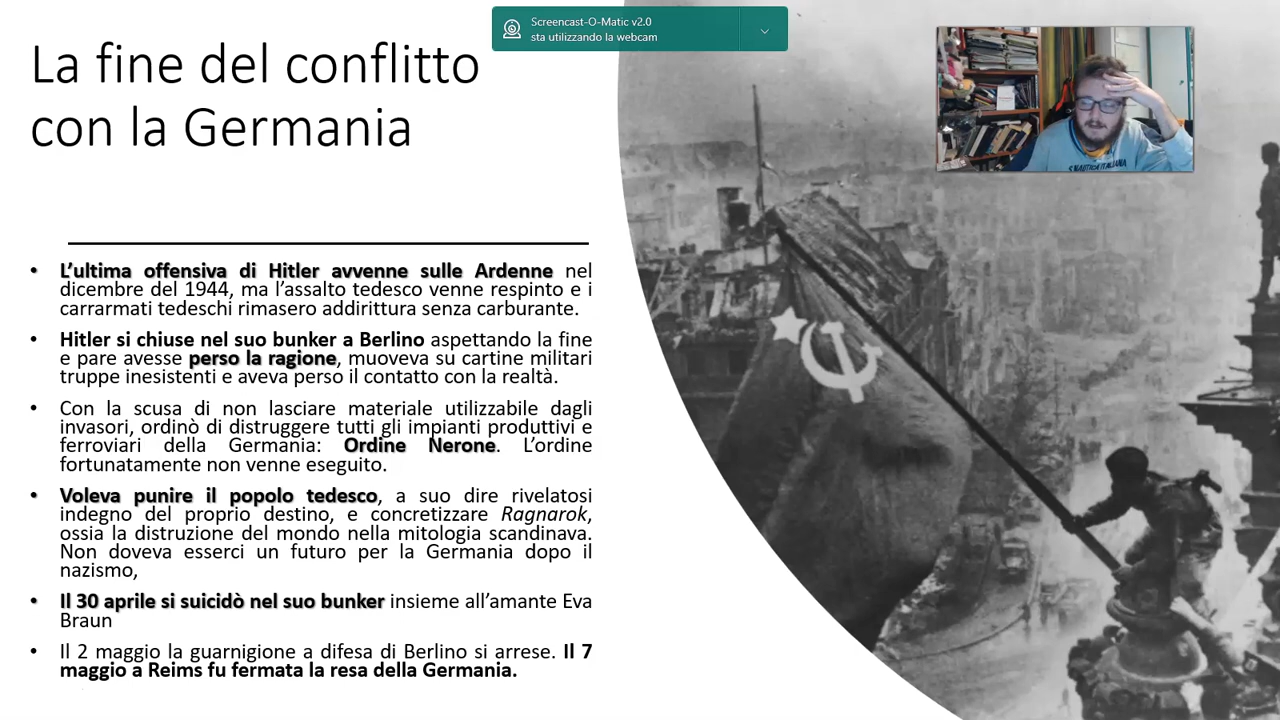 Screencast-O-Matic v2.0
sta utilizzando la webcam
La fine del conflitto
con la Germania
• L’ultima offensiva di Hitler avvenne sulle Ardenne nel
dicembre del 1944, ma l’assalto tedesco venne respinto e i
carrarmati tedeschi rimasero addirittura senza carburante.
• Hitler si chiuse nel suo bunker a Berlino aspettando la fine
e pare avesse perso la ragione, muoveva su cartine militari
truppe inesistenti e aveva perso il contatto con la realtà.
• Con la scusa di non lasciare materiale utilizzabile dagli
invasori, ordinò di distruggere tutti gli impianti produttivi e
ferroviari della Germania: Ordine Nerone. L’ordine
fortunatamente non venne eseguito.
• Voleva punire il popolo tedesco, a suo dire rivelatosi
indegno del proprio destino, e concretizzare Ragnarok,
ossia la distruzione del mondo nella mitologia scandinava.
Non doveva esserci un futuro per la Germania dopo il
nazismo,
• Il 30 aprile si suicidò nel suo bunker insieme all’amante Eva
Braun
• Il 2 maggio la guarnigione a difesa di Berlino si arrese. Il 7
maggio a Reims fu fermata la resa della Germania.
NAUTICA ITALIANA